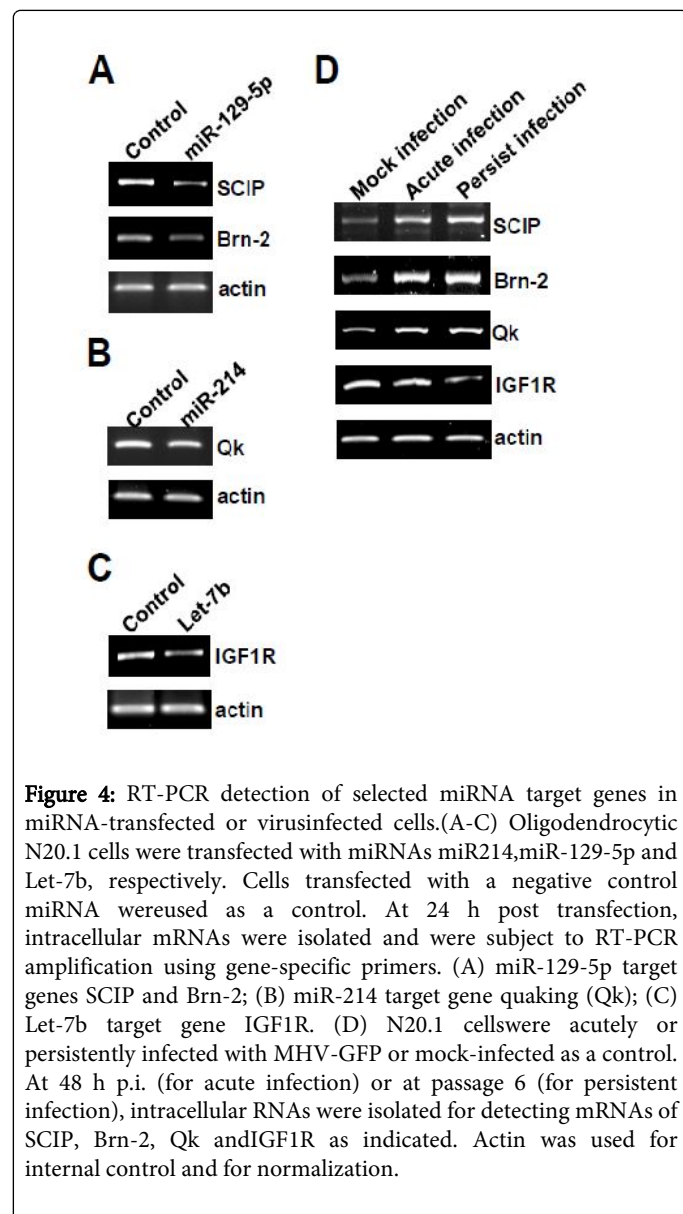 A
Control
miR-129-5p
SCIP
Brn-2
actin
B
Control
miR-214
Qk
actin
C
Control
Let-7b
IGF1R
actin
D
Mock infection
Acute infection
Persist infection
SCIP
Brn-2
Qk
IGF1R
actin
Figure 4: RT-PCR detection of selected miRNA target genes in
miRNA-transfected or virusinfected cells.(A-C) Oligodendrocytic
N20.1 cells were transfected with miRNAs miR214,miR-129-5p and
Let-7b, respectively. Cells transfected with a negative control
miRNA wereused as a control. At 24 h post transfection,
intracellular mRNAs were isolated and were subject to RT-PCR
amplification using gene-specific primers. (A) miR-129-5p target
genes SCIP and Brn-2; (B) miR-214 target gene quaking (Qk); (C)
Let-7b target gene IGF1R. (D) N20.1 cellswere acutely or
persistently infected with MHV-GFP or mock-infected as a control.
At 48 h p.i. (for acute infection) or at passage 6 (for persistent
infection), intracellular RNAs were isolated for detecting mRNAs of
SCIP, Brn-2, Qk andIGF1R as indicated. Actin was used for
internal control and for normalization.